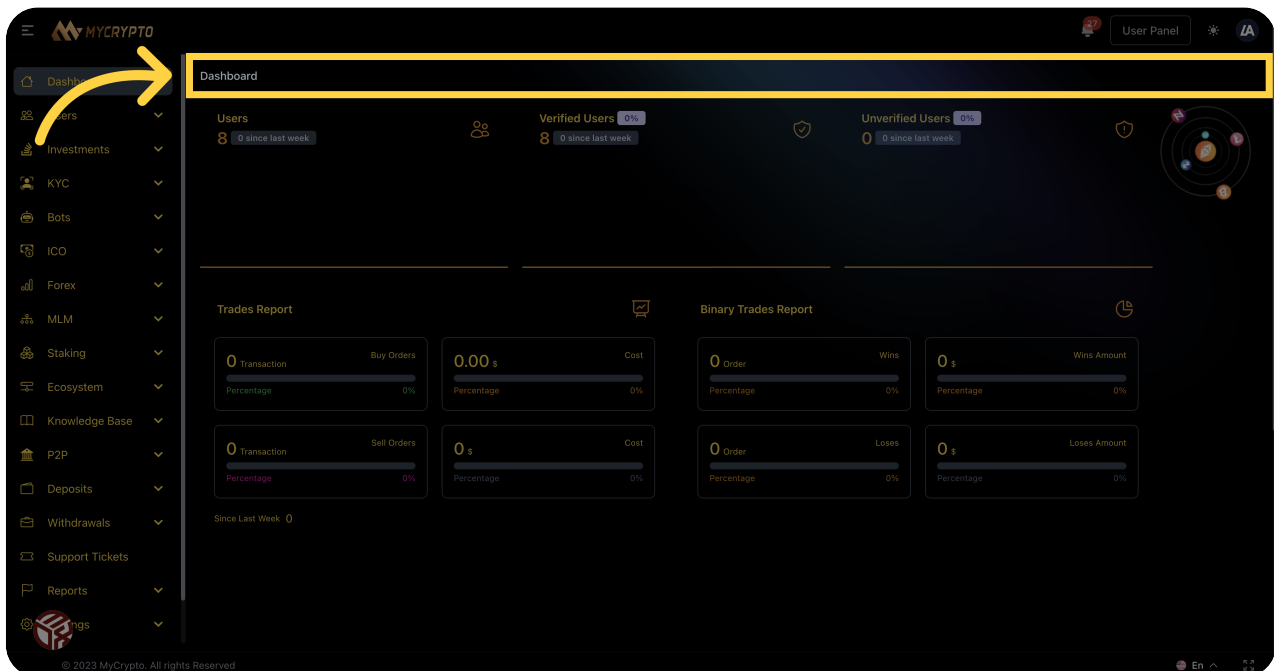 MYCRYPTO
27
User Panel
Dashboard
Users
Investments
KYC
Bots
ICO
Forex
MLM
Staking
Ecosystem
Knowledge Base
P2P
Deposits
Withdrawals
Support Tickets
Reports
Dashboard
Users
8 0 since last week
Verified Users 0%
8 0 since last week
Unverified Users 0%
0 0 since last week
Trades Report
0 Transaction Buy Orders
Percentage 0%
0.00 $ Cost
Percentage 0%
0 Transaction Sell Orders
Percentage 0%
0 $ Cost
Percentage 0%
Since Last Week 0
Binary Trades Report
0 Order Wins
Percentage 0%
0 $ Wins Amount
Percentage 0%
0 Order Loses
Percentage 0%
0 $ Loses Amount
Percentage 0%
© 2023 MyCrypto. All rights Reserved
En